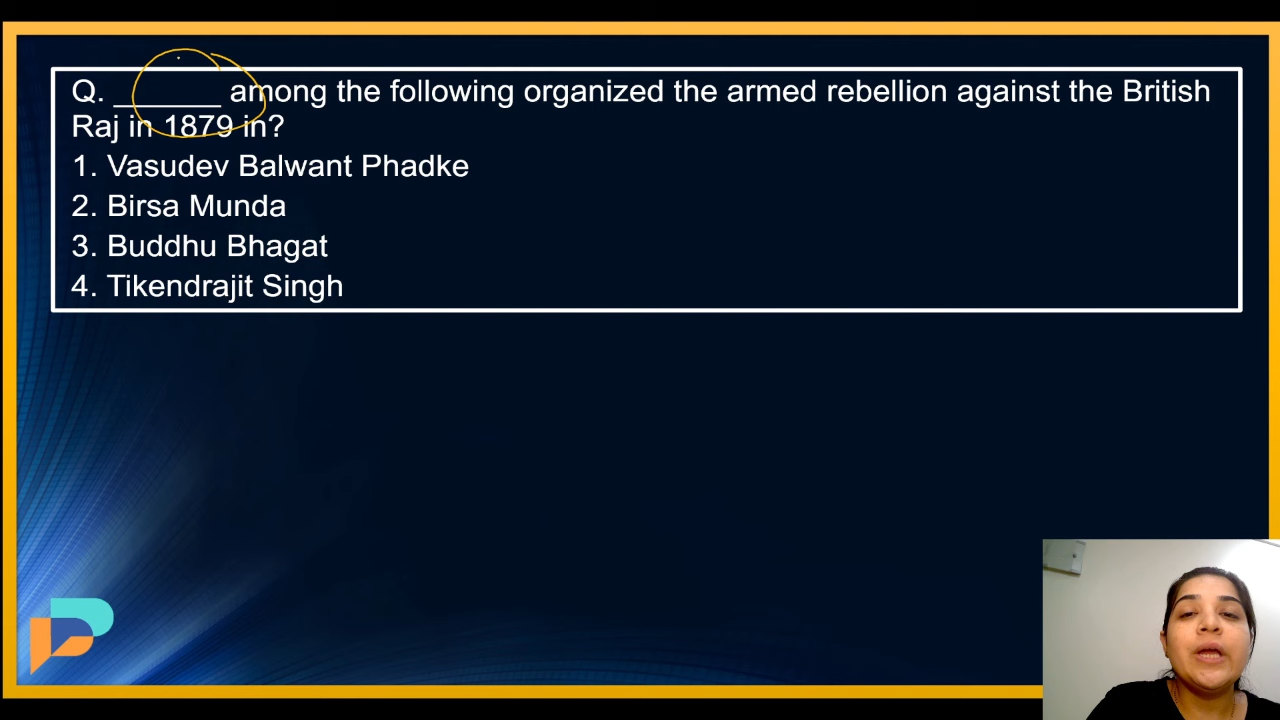 Q. ______ among the following organized the armed rebellion against the British
Raj in 1879 in?
1. Vasudev Balwant Phadke
2. Birsa Munda
3. Buddhu Bhagat
4. Tikendrajit Singh